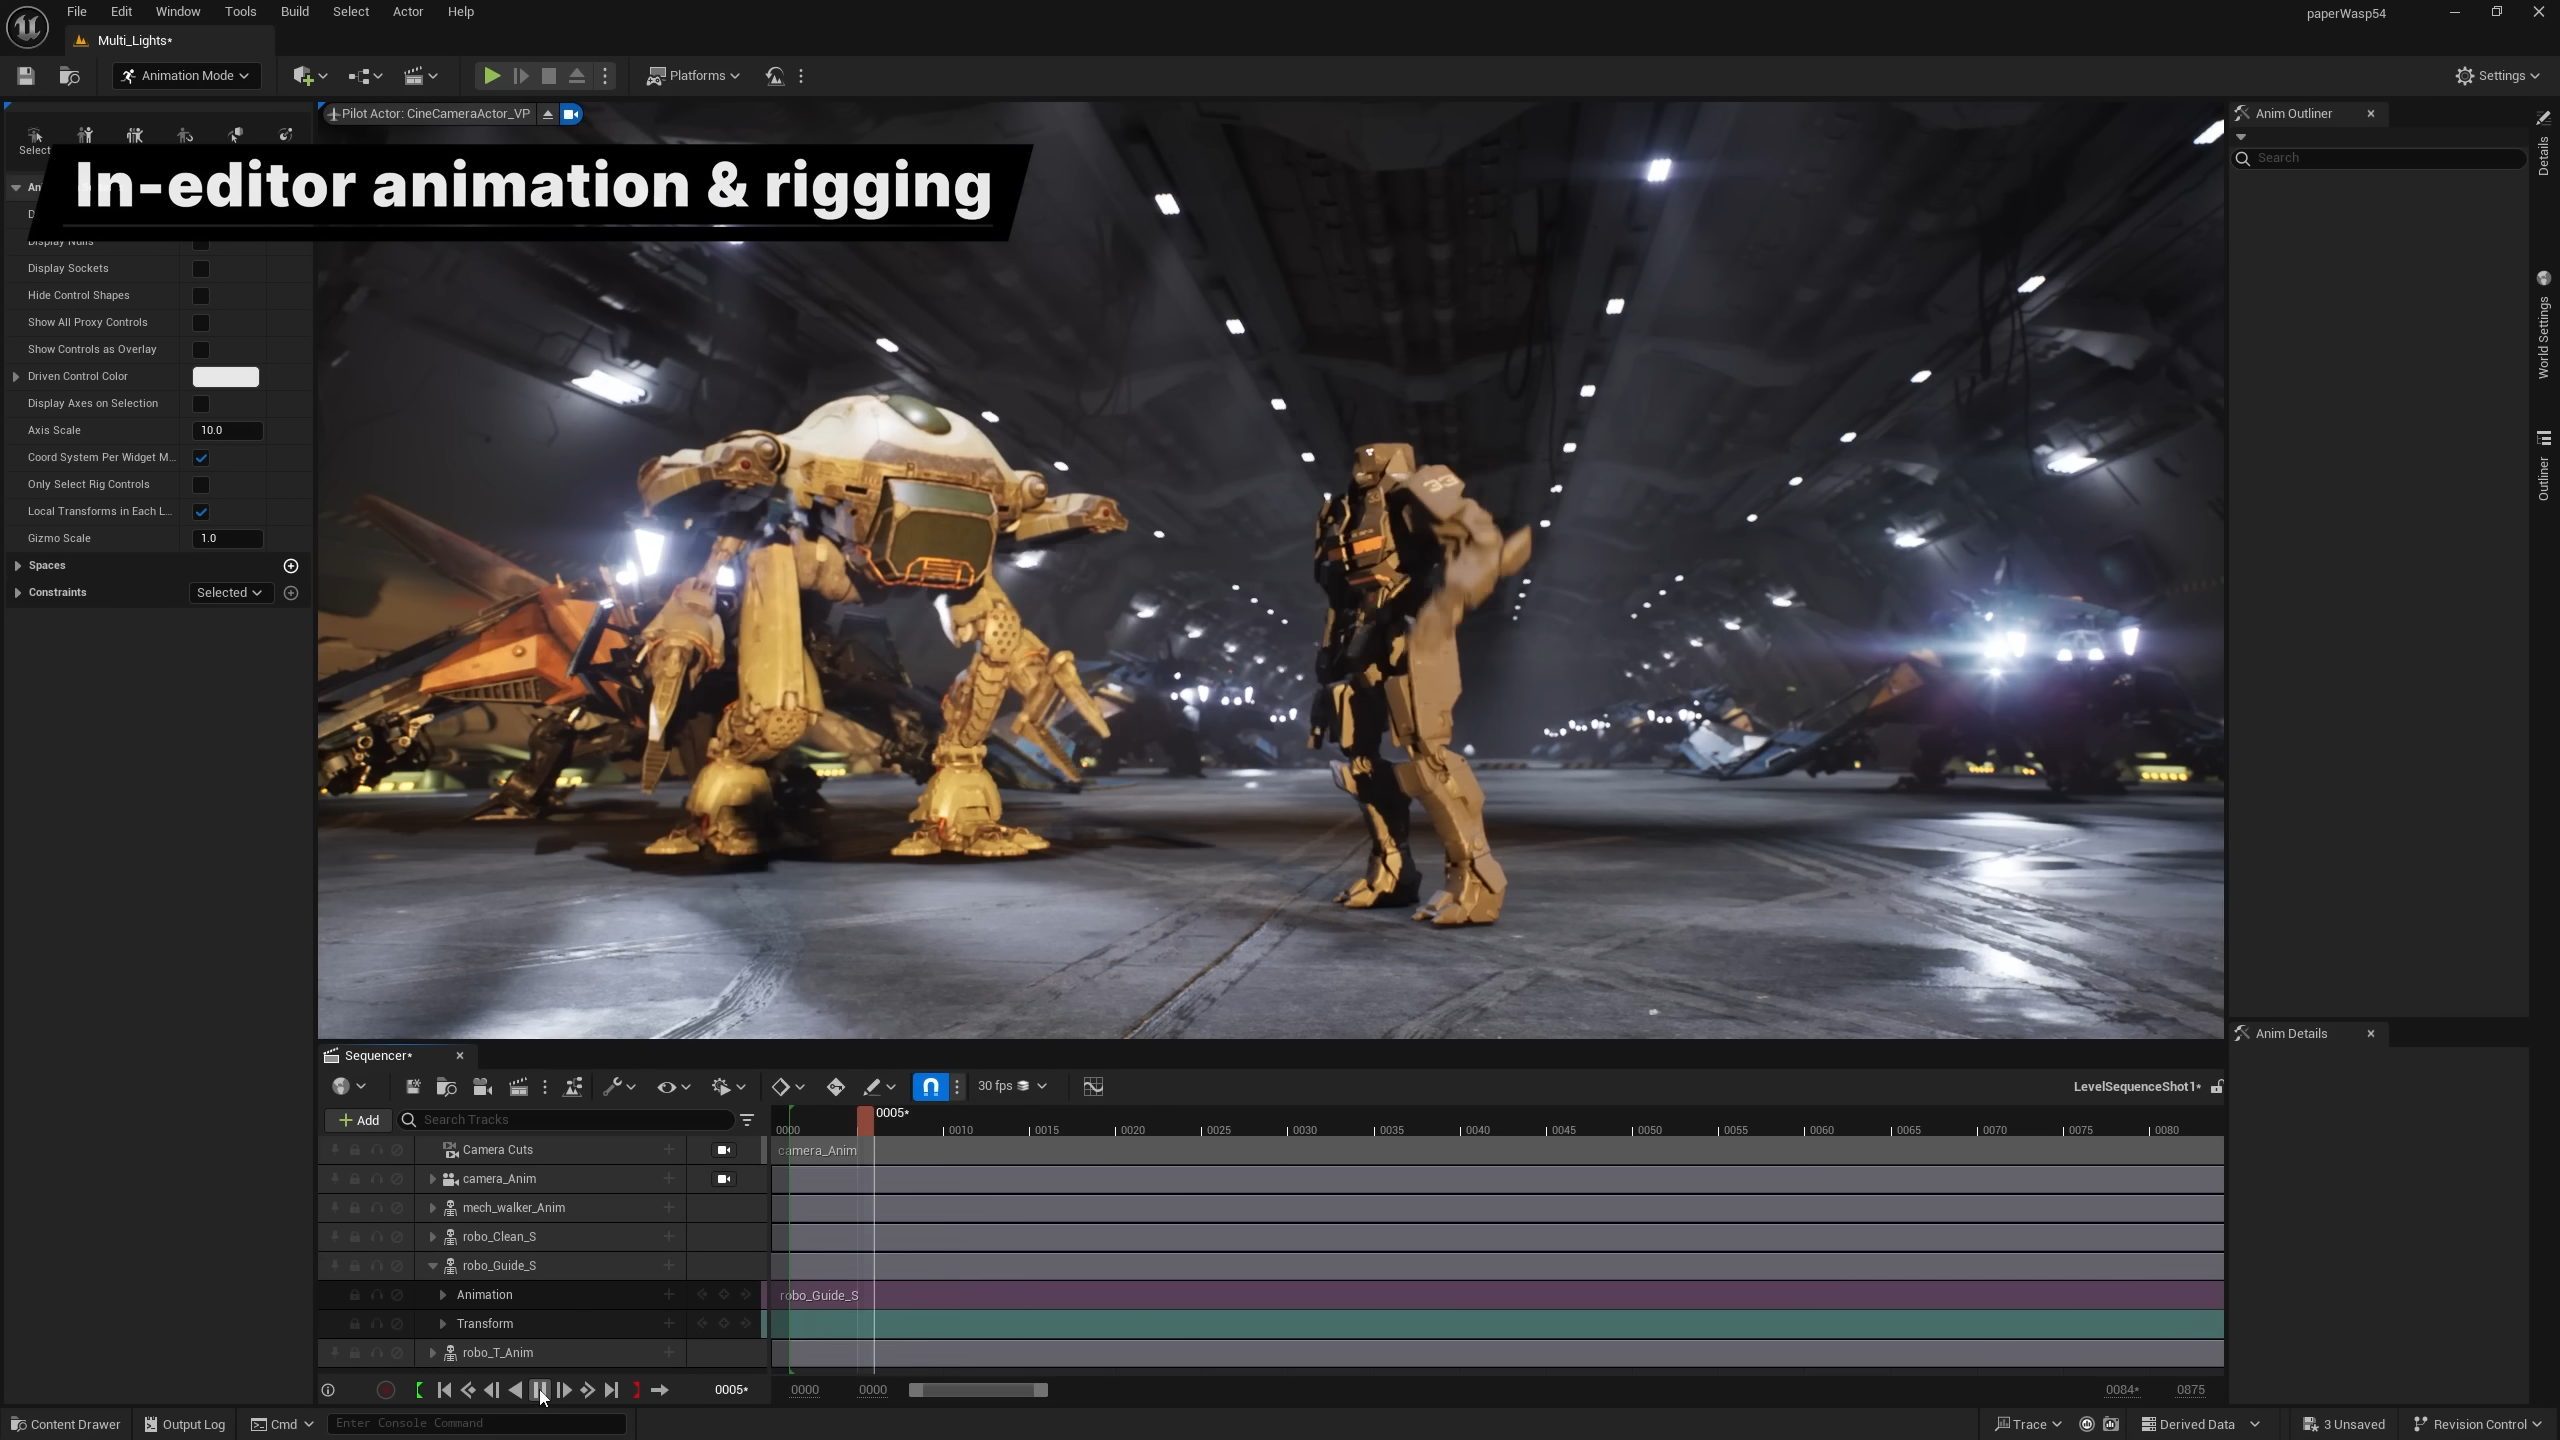 File Edit Window Tools Build Select Actor Help
paperWasp54
Multi_Lights*
Animation Mode
Platforms
Settings
Pilot Actor: CineCameraActor_VP
Anim Outliner
Search
Select
In-editor animation & rigging
Display Nulls
Display Sockets
Hide Control Shapes
Show All Proxy Controls
Show Controls as Overlay
Driven Control Color
Display Axes on Selection
Axis Scale 10.0
Coord System Per Widget M...
Only Select Rig Controls
Local Transforms in Each L...
Gizmo Scale 1.0
Spaces
Constraints Selected
33
Details
World Settings
Outliner
Anim Details
Sequencer*
30 fps
LevelSequenceShot1*
Add
Search Tracks
0005*
0000 0010 0015 0020 0025 0030 0035 0040 0045 0050 0055 0060 0065 0070 0075 0080
Camera Cuts
camera_Anim
camera_Anim
mech_walker_Anim
robo_Clean_S
robo_Guide_S
Animation
robo_Guide_S
Transform
robo_T_Anim
0005*
0000 0000
0084* 0875
Content Drawer
Output Log
Cmd
Enter Console Command
Trace
Derived Data
3 Unsaved
Revision Control